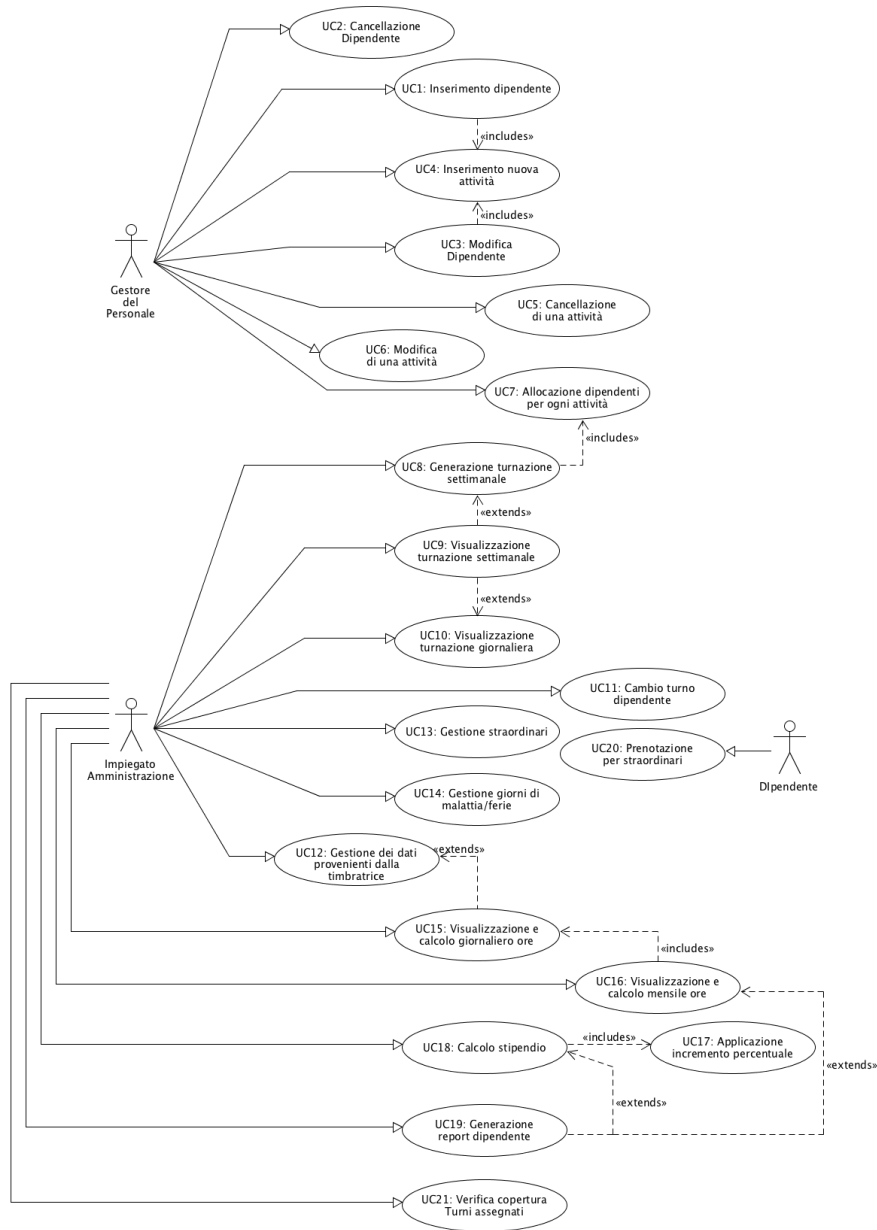 UC2: Cancellazione
Dipendente
UC1: Inserimento dipendente
«includes»
UC4: Inserimento nuova
attività
«includes»
UC3: Modifica
Dipendente
Gestore
del
Personale
UC5: Cancellazione
di una attività
UC6: Modifica
di una attività
UC7: Allocazione dipendenti
per ogni attività
«includes»
UC8: Generazione turnazione
settimanale
«extends»
UC9: Visualizzazione
turnazione settimanale
«extends»
UC10: Visualizzazione
turnazione giornaliera
UC11: Cambio turno
dipendente
UC13: Gestione straordinari
UC20: Prenotazione
per straordinari
Impiegato
Amministrazione
DIpendente
UC14: Gestione giorni di
malattia/ferie
UC12: Gestione dei dati
provenienti dalla
timbratrice
«extends»
UC15: Visualizzazione e
calcolo giornaliero ore
«includes»
UC16: Visualizzazione e
calcolo mensile ore
UC18: Calcolo stipendio
«includes»
UC17: Applicazione
incremento percentuale
«extends»
«extends»
UC19: Generazione
report dipendente
UC21: Verifica copertura
Turni assegnati